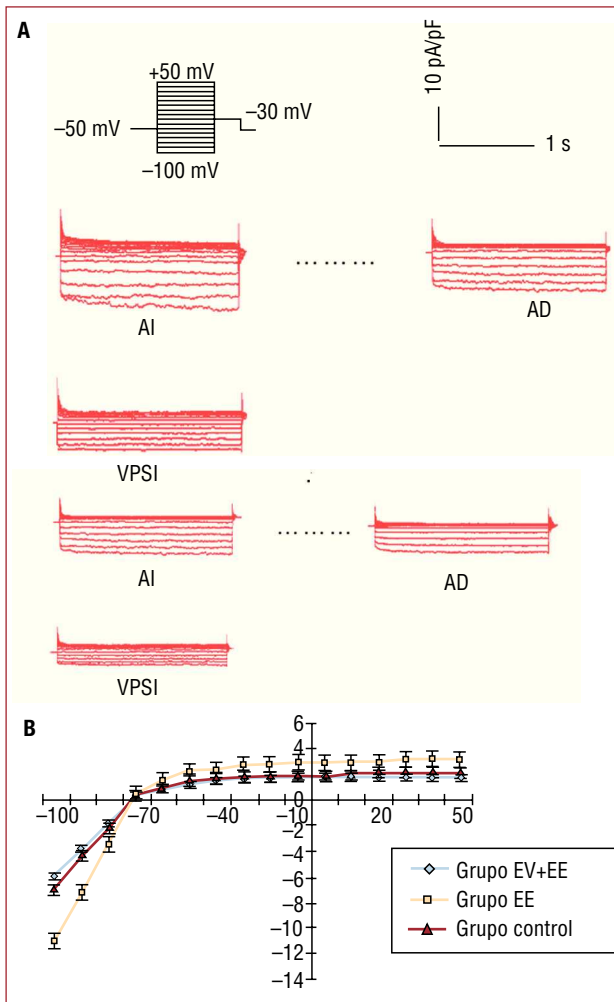 A
+50 mV
−50 mV
−30 mV
−100 mV
10 pA/pF
1 s
AI
AD
VPSI
AI
AD
VPSI
B
6
4
2
0
−2
−4
−6
−8
−10
−12
−14
−100
−70
−40
−10
20
50
Grupo EV+EE
Grupo EE
Grupo control